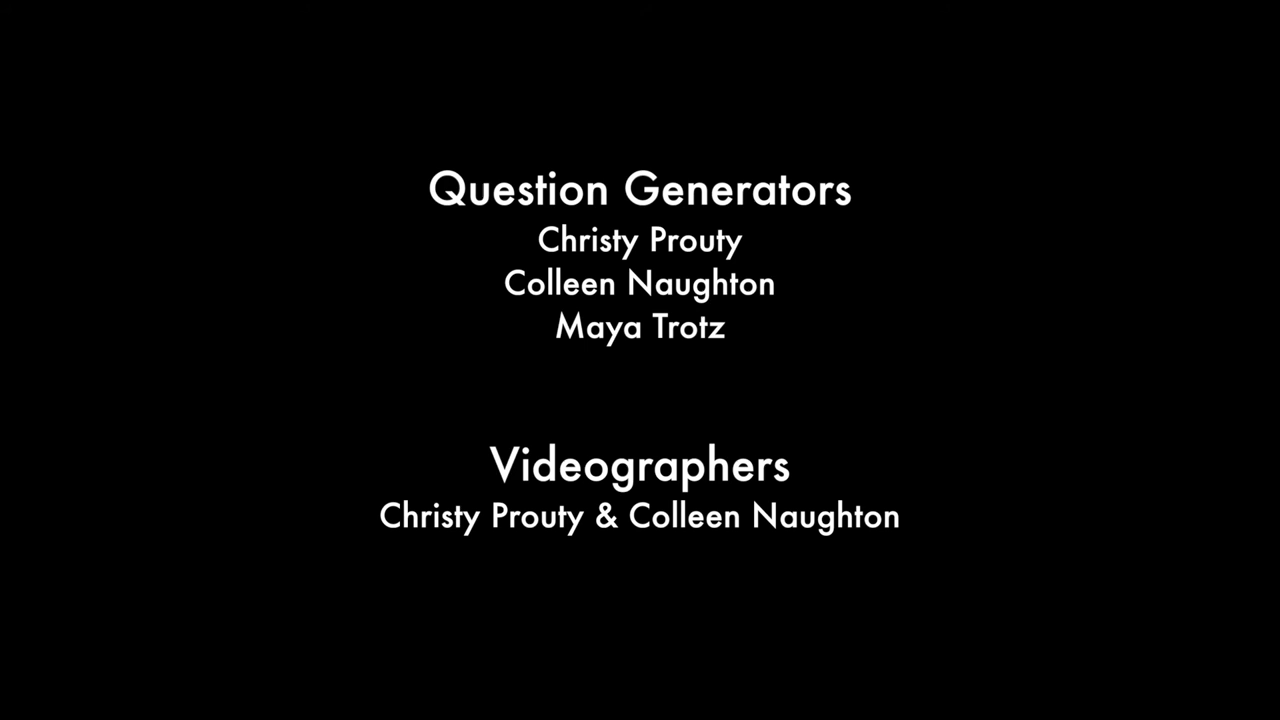 Question Generators
Christy Prouty
Colleen Naughton
Maya Trotz
Videographers
Christy Prouty & Colleen Naughton